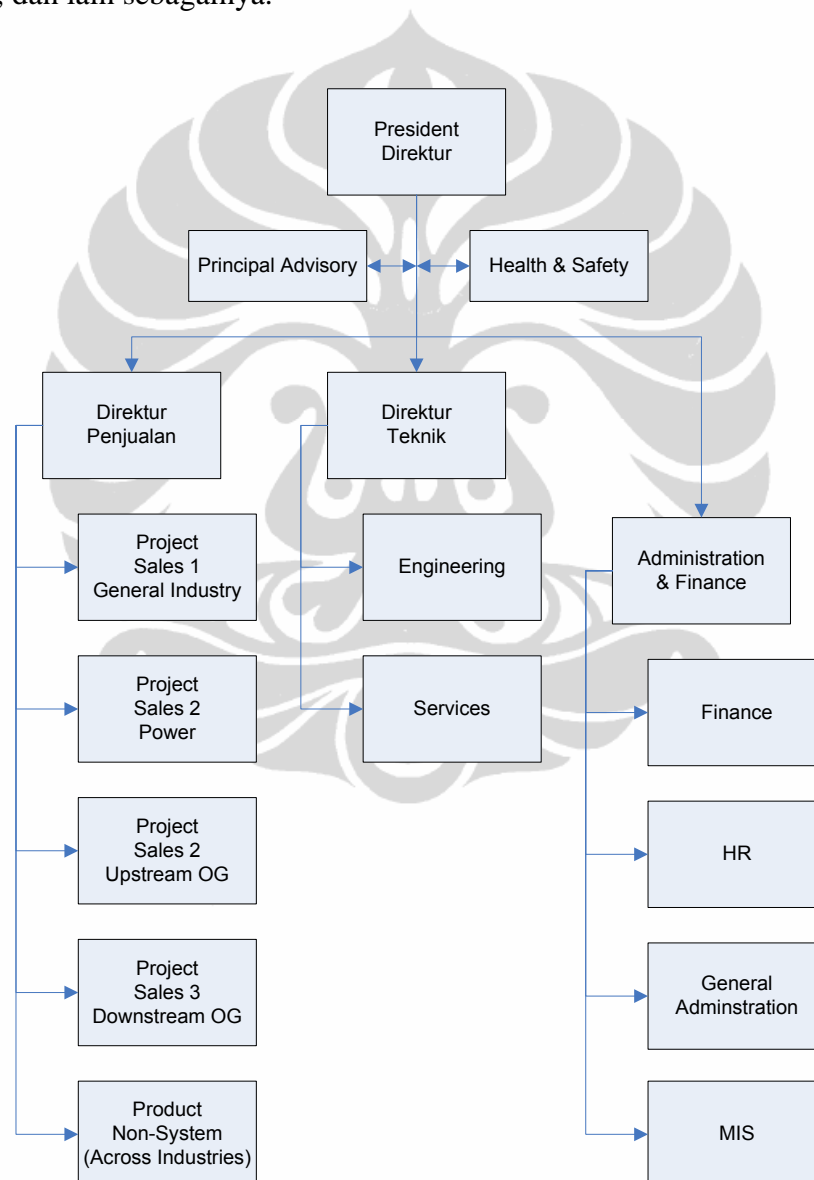 dan lain sebagainya.
President
Direktur
Principal Advisory
Health & Safety
Direktur
Penjualan
Direktur
Teknik
Project
Sales 1
General Industry
Engineering
Administration
& Finance
Project
Sales 2
Power
Services
Finance
Project
Sales 2
Upstream OG
HR
Project
Sales 3
Downstream OG
General
Adminstration
Product
Non-System
(Across Industries)
MIS